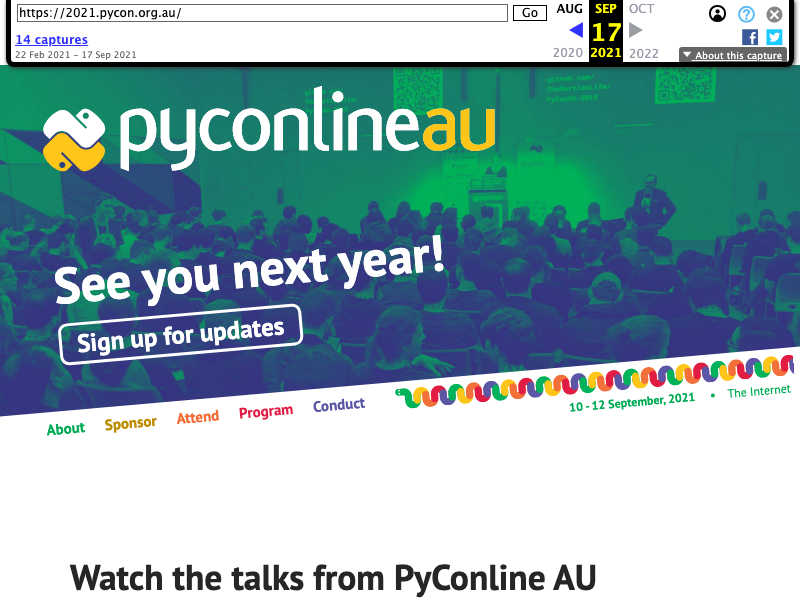 https://2021.pycon.org.au/
Go
AUG
SEP
OCT
14 captures
17
22 Feb 2021 – 17 Sep 2021
2020
2021
2022
About this capture
github.com/
pyconlineau
See you next year!
Sign up for updates
About
Sponsor
Attend
Program
Conduct
10 - 12 September, 2021 • The Internet
Watch the talks from PyConline AU